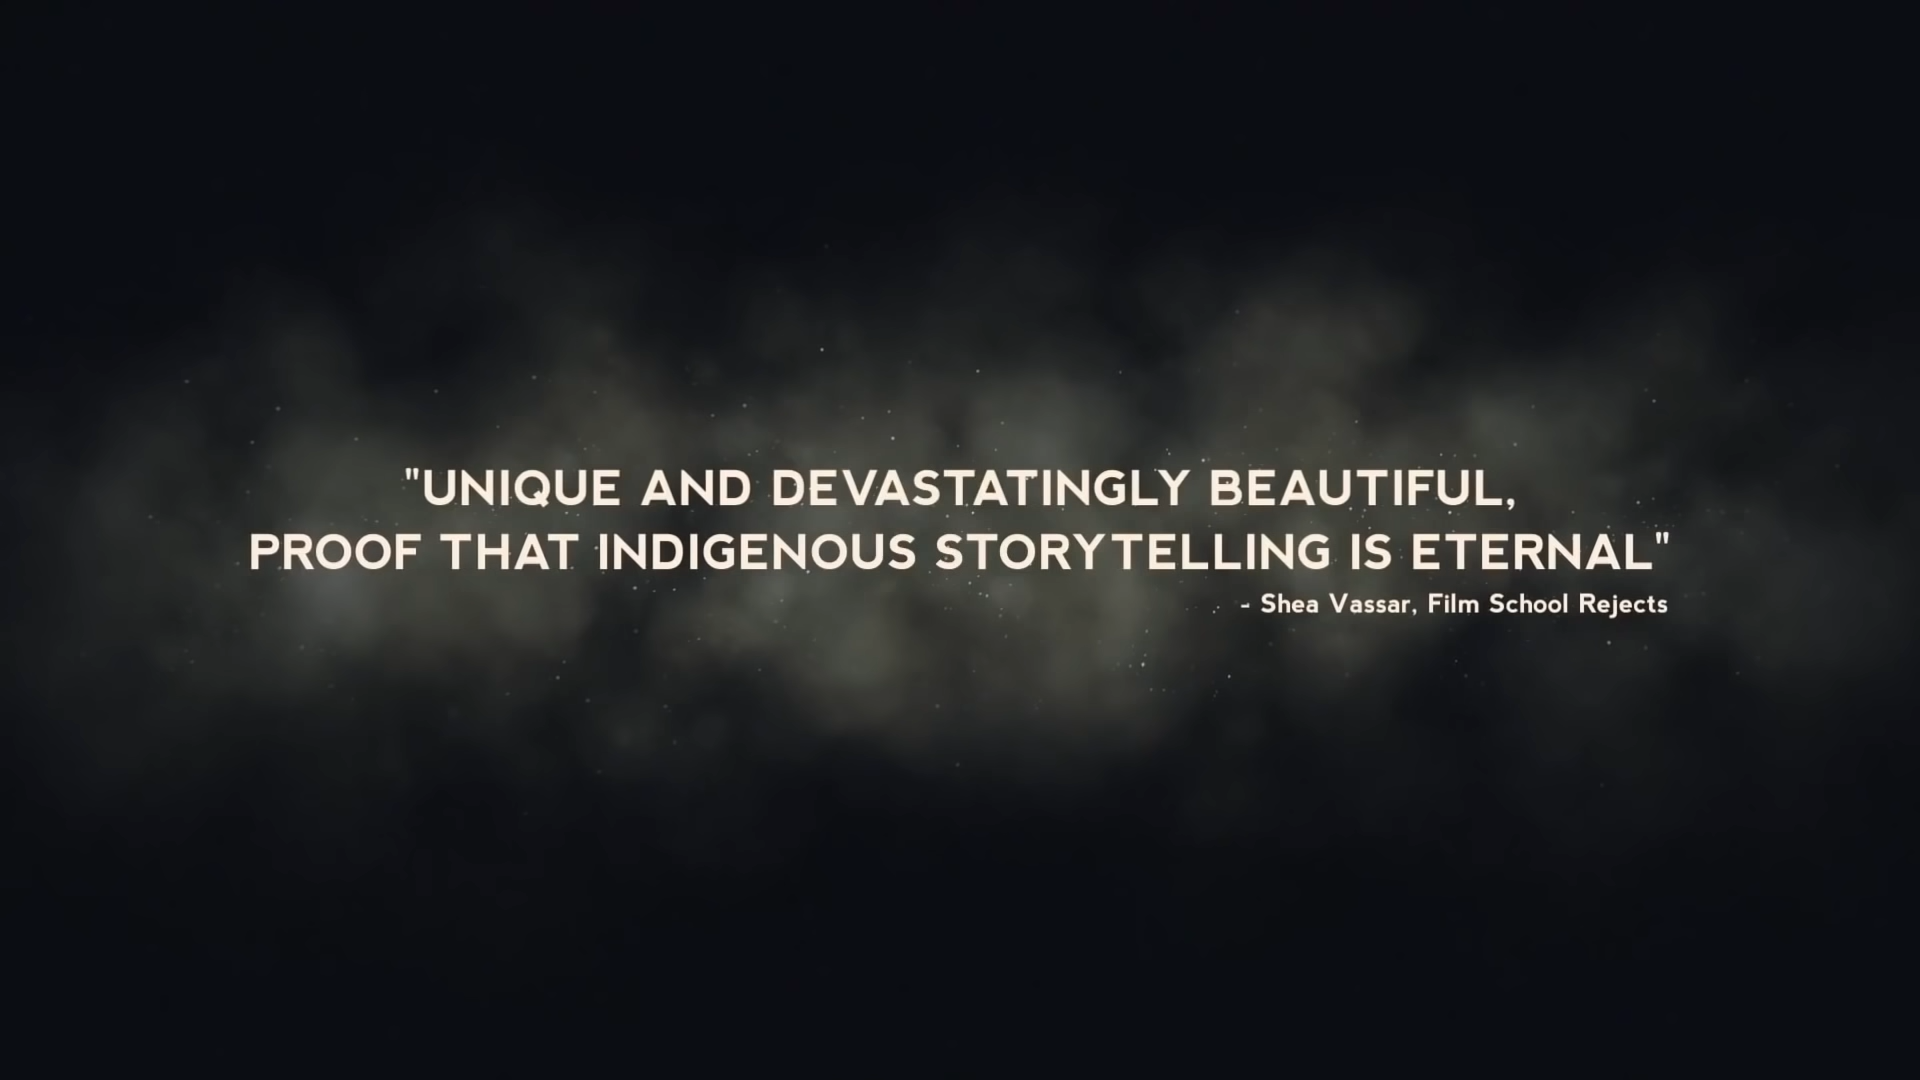 "UNIQUE AND DEVASTATINGLY BEAUTIFUL,
PROOF THAT INDIGENOUS STORYTELLING IS ETERNAL"
- Shea Vassar, Film School Rejects